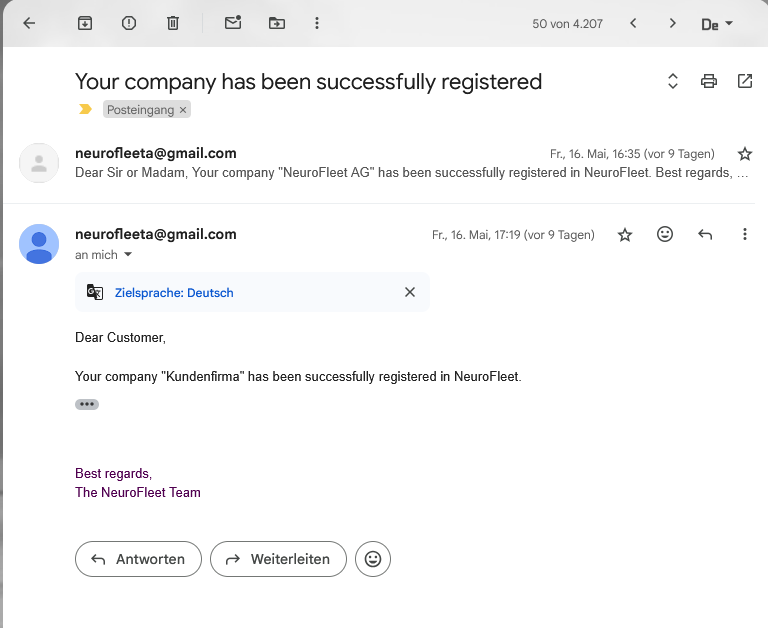 50 von 4.207
De
Your company has been successfully registered
Posteingang ×
neurofleeta@gmail.com
Fr., 16. Mai, 16:35 (vor 9 Tagen)
Dear Sir or Madam, Your company "NeuroFleet AG" has been successfully registered in NeuroFleet. Best regards, ...
neurofleeta@gmail.com
Fr., 16. Mai, 17:19 (vor 9 Tagen)
an mich
Zielsprache: Deutsch
Dear Customer,
Your company "Kundenfirma" has been successfully registered in NeuroFleet.
Best regards,
The NeuroFleet Team
Antworten
Weiterleiten